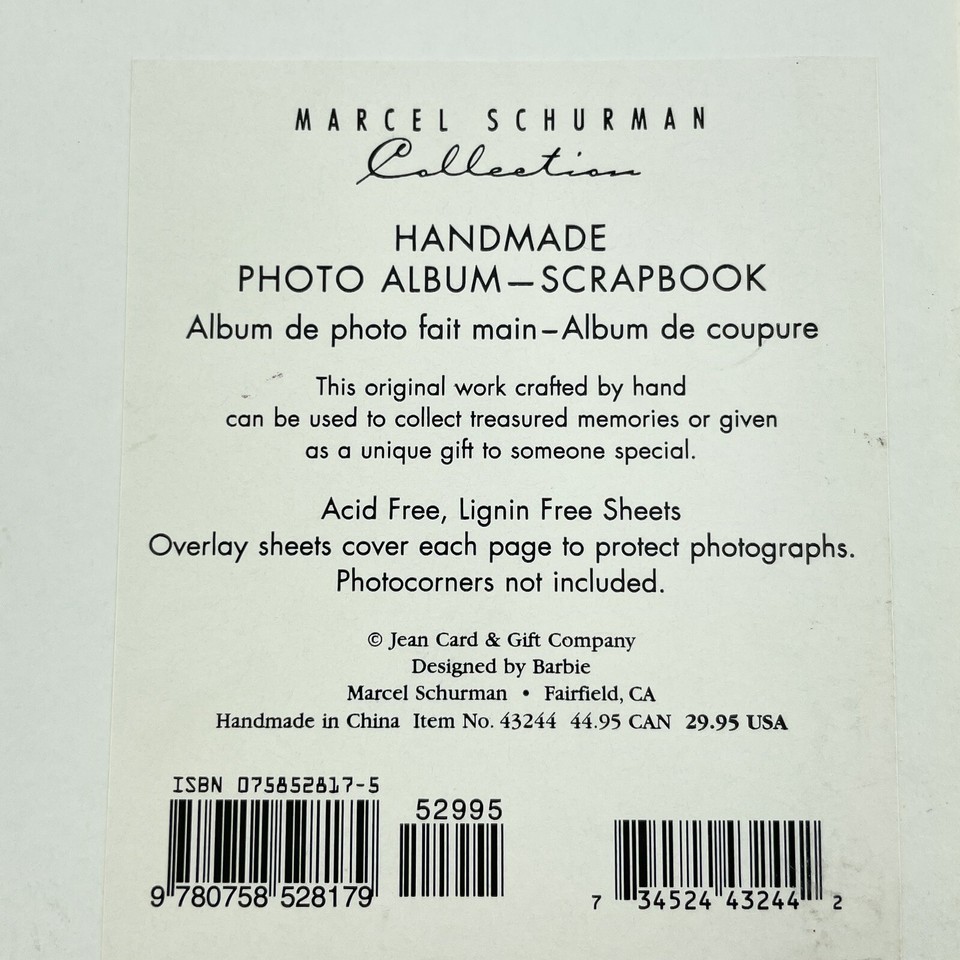 MARCEL SCHURMAN
Collection
HANDMADE
PHOTO ALBUM—SCRAPBOOK
Album de photo fait main–Album de coupure
This original work crafted by hand
can be used to collect treasured memories or given
as a unique gift to someone special.
Acid Free, Lignin Free Sheets
Overlay sheets cover each page to protect photographs.
Photocorners not included.
© Jean Card & Gift Company
Designed by Barbie
Marcel Schurman • Fairfield, CA
Handmade in China Item No. 43244 44.95 CAN 29.95 USA
ISBN 075852817-5
52995
9 780758 528179
7 34524 43244 2